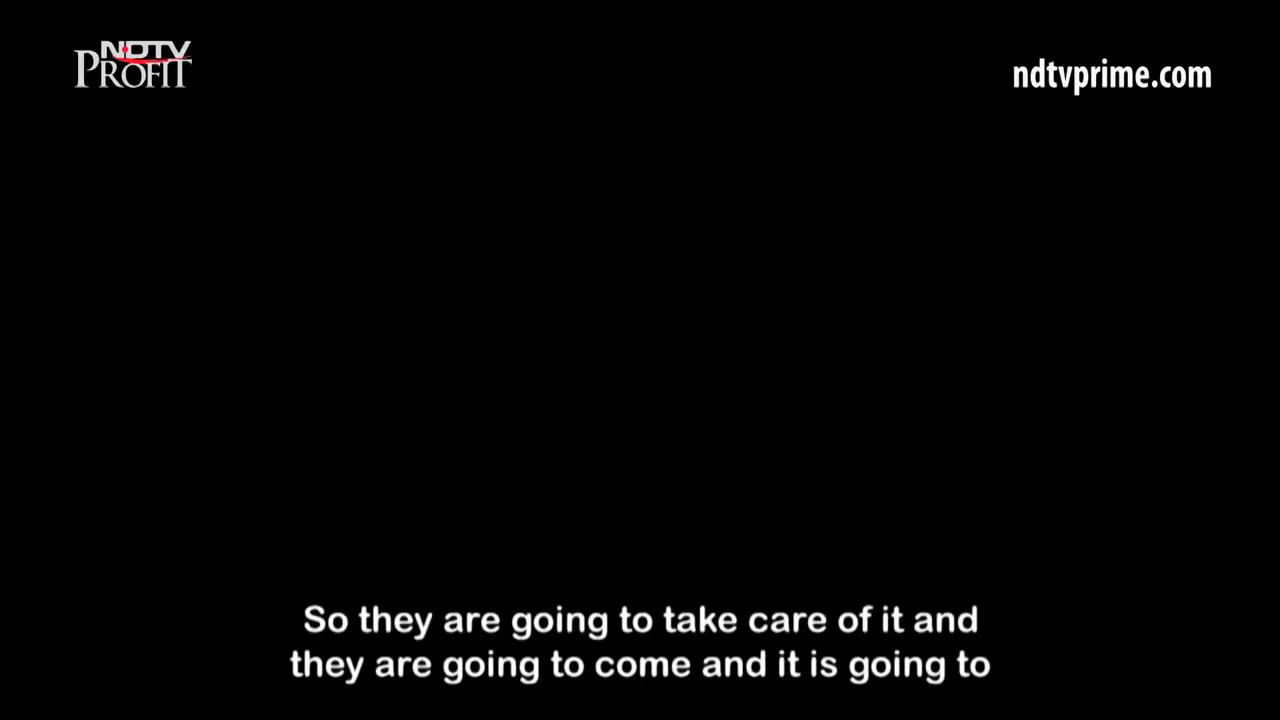 NDTV
PROFIT
ndtvprime.com
So they are going to take care of it and
they are going to come and it is going to